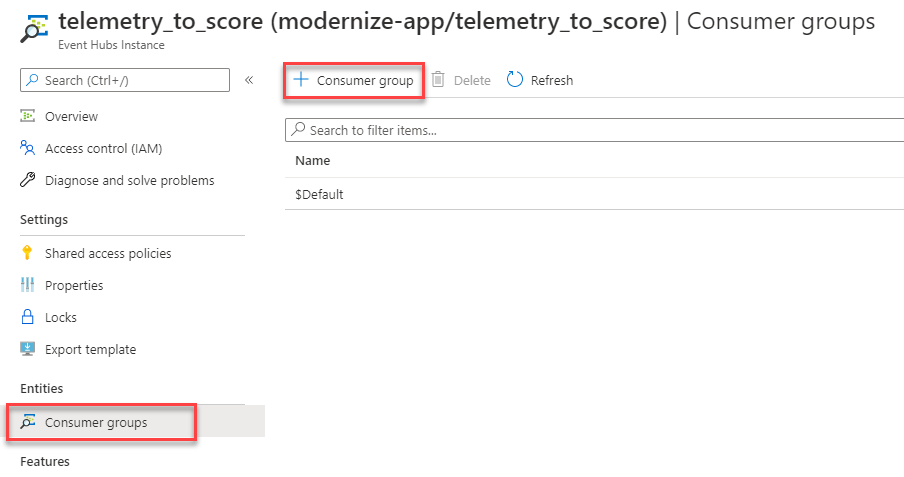 telemetry_to_score (modernize-app/telemetry_to_score) | Consumer groups
Event Hubs Instance
Search (Ctrl+/)
«
Overview
Access control (IAM)
Diagnose and solve problems
Settings
Shared access policies
Properties
Locks
Export template
Entities
Consumer groups
Features
+ Consumer group Delete Refresh
Search to filter items...
Name
$Default